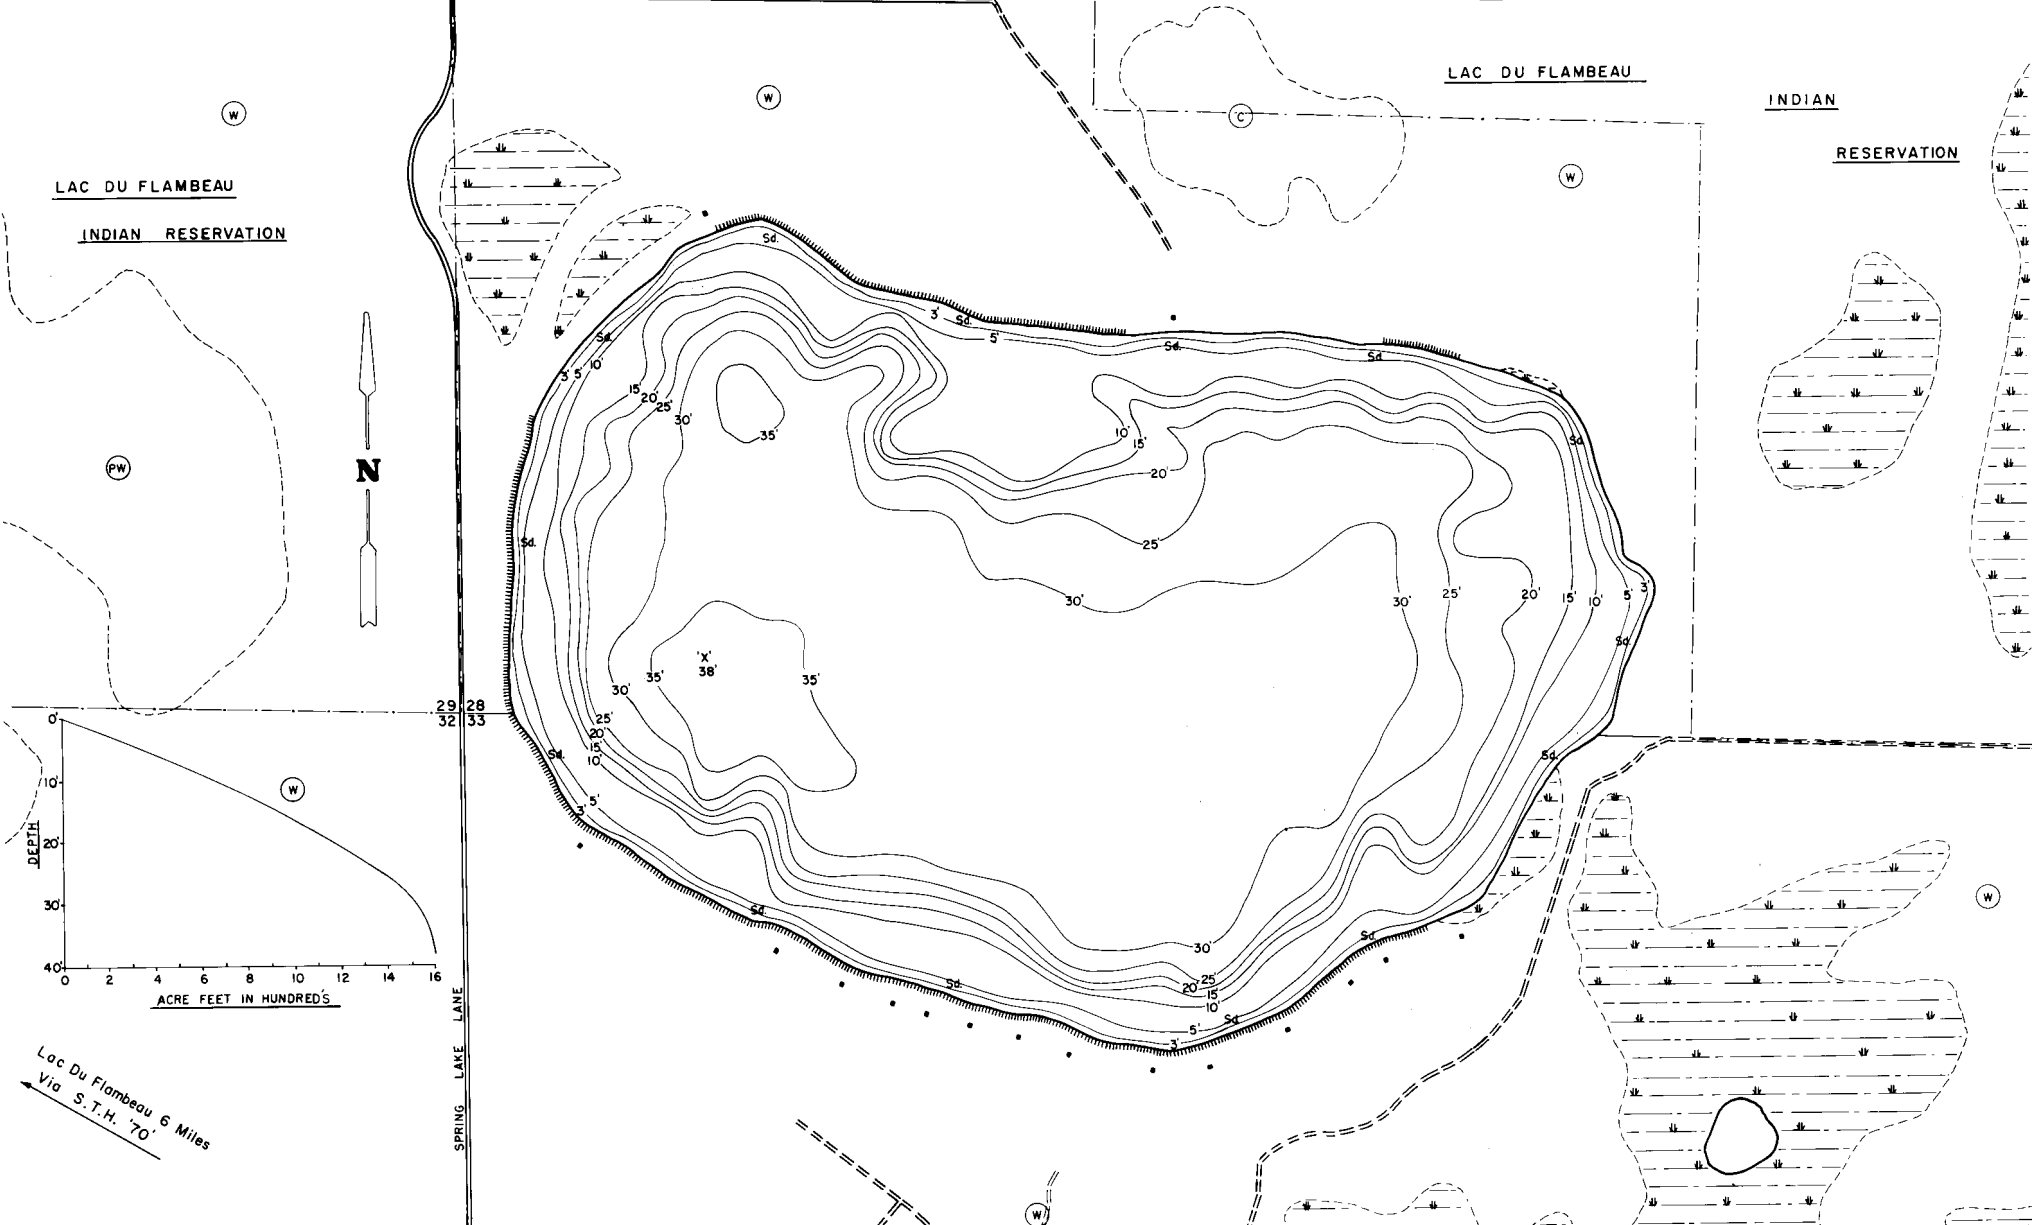 LAC DU FLAMBEAU
INDIAN
RESERVATION
W
W
C
W
LAC DU FLAMBEAU
INDIAN RESERVATION
Sd.
3'
Sd.
5'
Sd.
Sd.
Sd.
3' 5' 10'
15'
20'
25'
30'
35'
10'
15'
20'
Sd.
PW
N
Sd.
25'
30'
30'
25'
20'
15'
10'
5'
3'
Sd.
'X'
38'
35'
35'
30'
29 28
32 33
25'
20'
15'
10'
Sd.
Sd.
5'
3'
W
W
0'
10'
20'
30'
40'
DEPTH
0 2 4 6 8 10 12 14 16
ACRE FEET IN HUNDRED'S
Sd.
Sd.
30'
25'
20'
15'
10'
Sd.
Sd.
5'
3'
SPRING LAKE LANE
Lac Du Flambeau 6 Miles
Via S.T.H. '70'
W